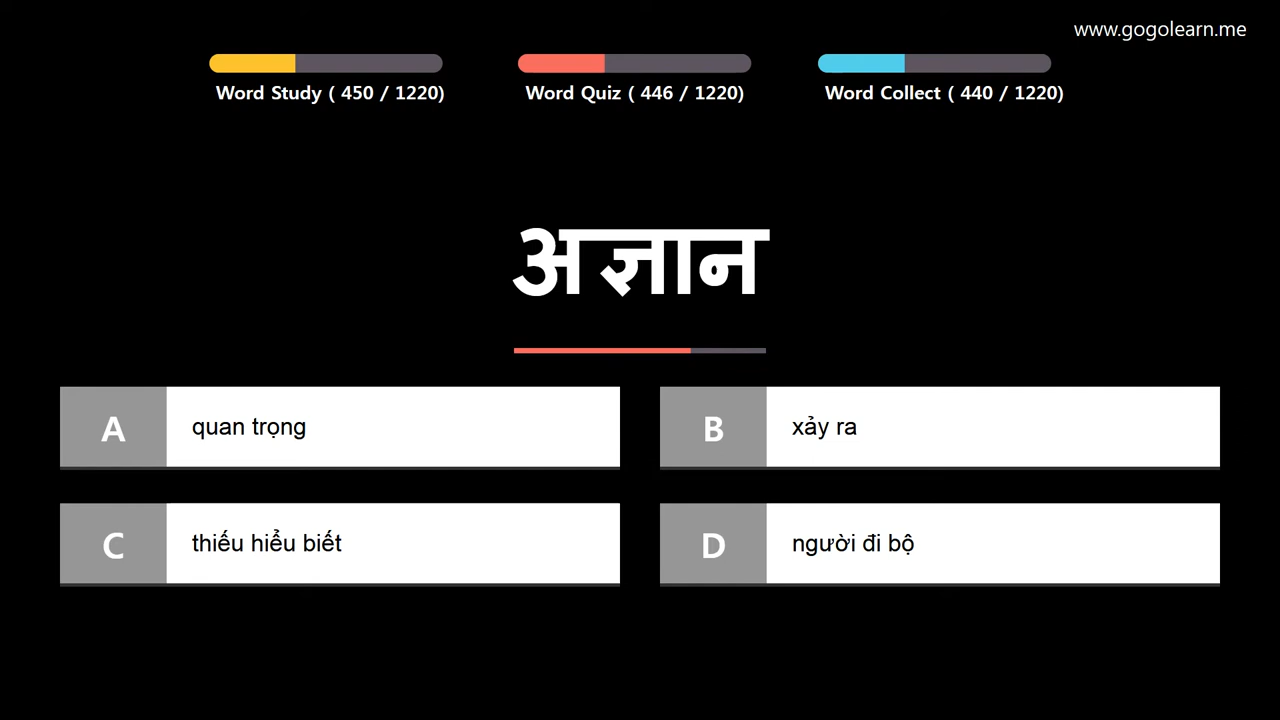 www.gogolearn.me
Word Study ( 450 / 1220)
Word Quiz ( 446 / 1220)
Word Collect ( 440 / 1220)
अज्ञान
A quan trọng
B xảy ra
C thiếu hiểu biết
D người đi bộ